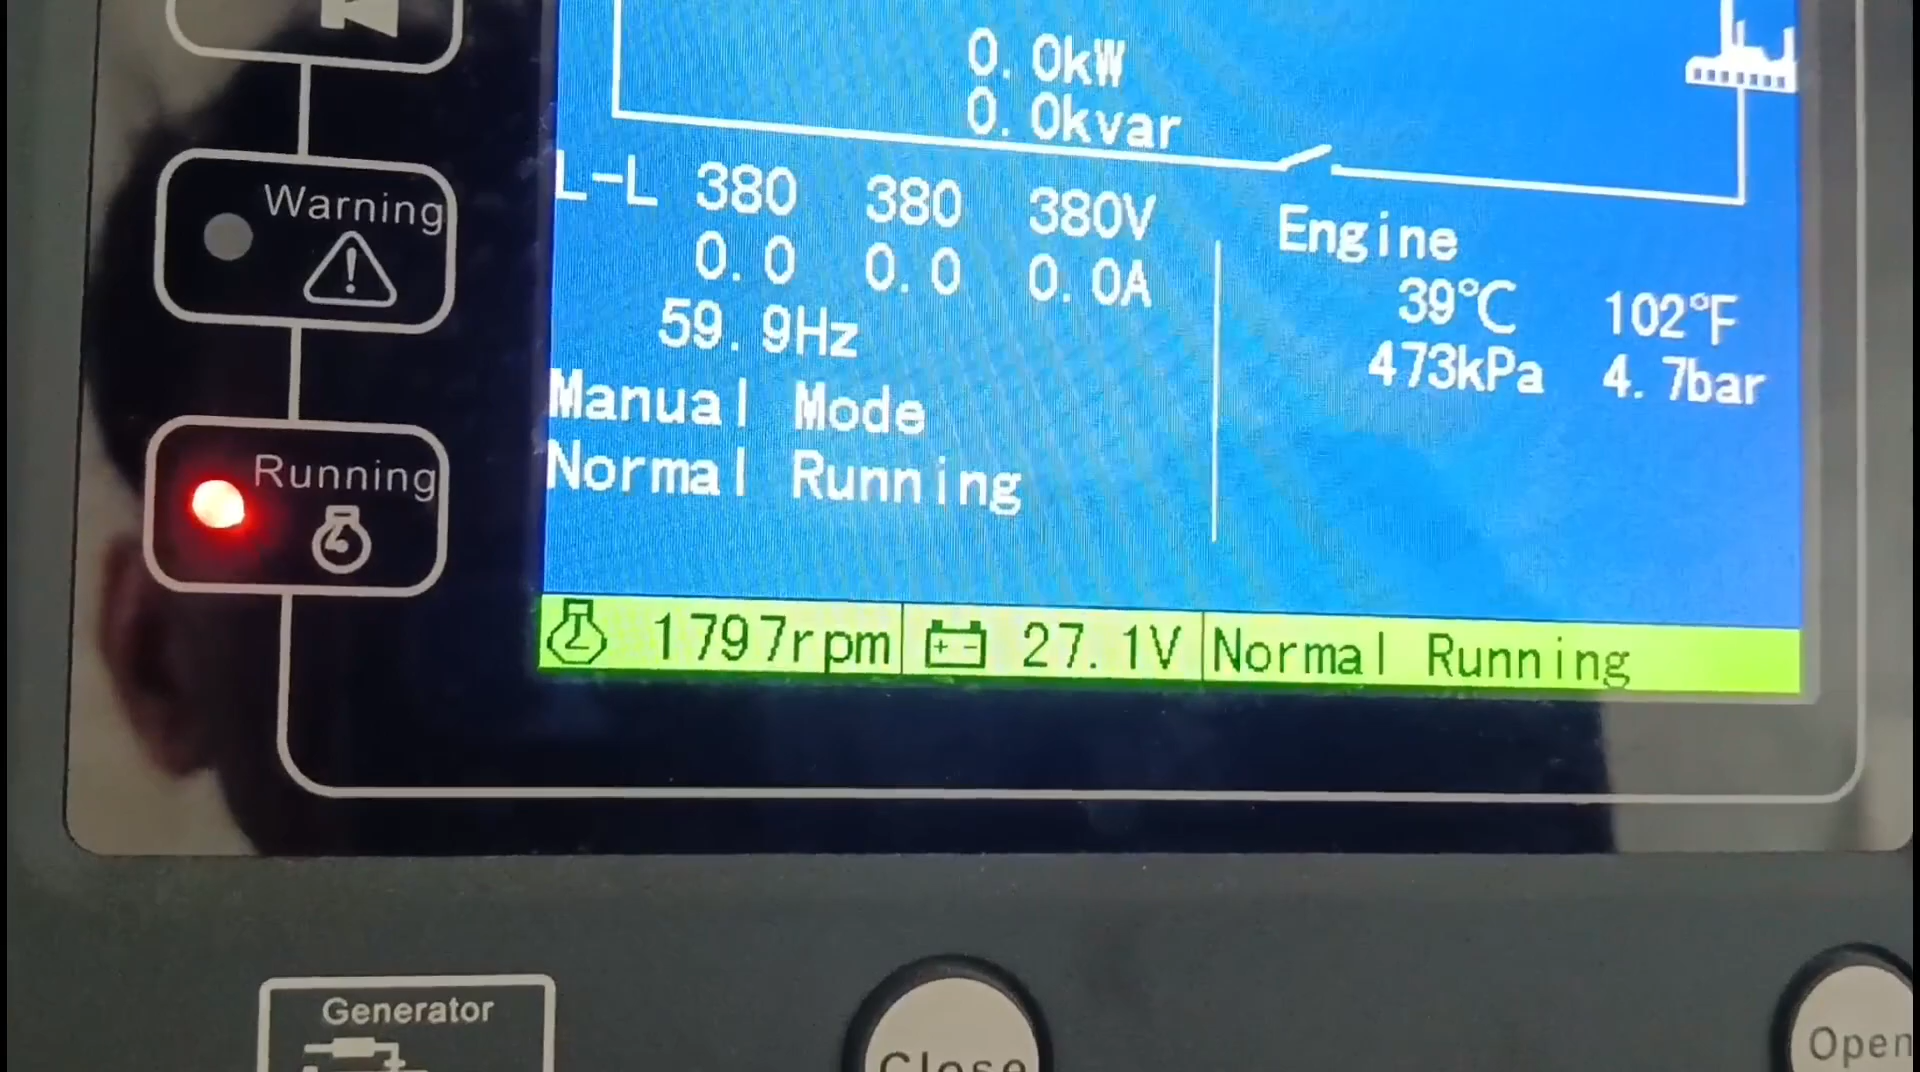 0.0kW
0.0kvar
L-L 380 380 380V
0.0 0.0 0.0A
59.9Hz
Manual Mode
Normal Running
Engine
39°C 102°F
473kPa 4.7bar
1797rpm 27.1V Normal Running
Warning
Running
Generator
Close
Open